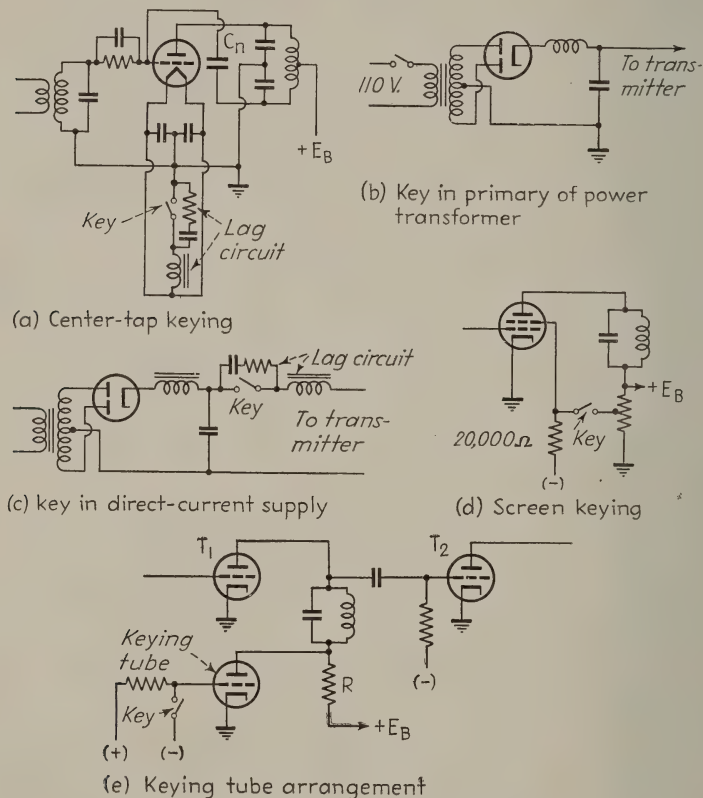 Cn
+EB
Key
Lag
circuit
(a) Center-tap keying
110 V.
To trans-
mitter
(b) Key in primary of power
transformer
Lag circuit
Key
To trans-
mitter
(c) key in direct-current supply
+EB
20,000Ω
Key
(-)
(d) Screen keying
T1
T2
Keying
tube
Key
R
(-)
+EB
(+)
(-)
(e) Keying tube arrangement